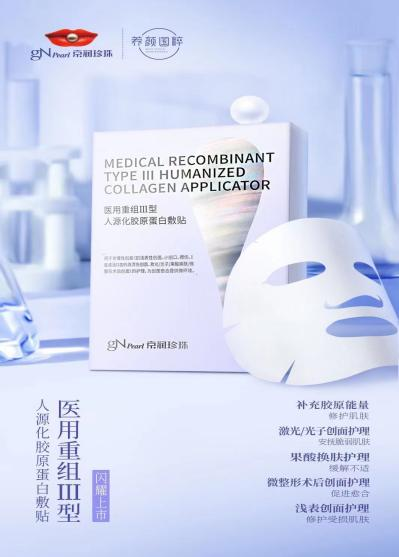 gN Pearl 京润珍珠
养颜国粹
MEDICAL RECOMBINANT
TYPE III HUMANIZED
COLLAGEN APPLICATOR
医用重组III型
人源化胶原蛋白敷贴
gN Pearl 京润珍珠
医用重组III型
人源化胶原蛋白敷贴
闪耀上市
补充胶原能量
修护肌肤
激光/光子创面护理
安抚脆弱肌肤
果酸换肤护理
缓解不适
微整形术后创面护理
促进愈合
浅表创面护理
修护受损肌肤